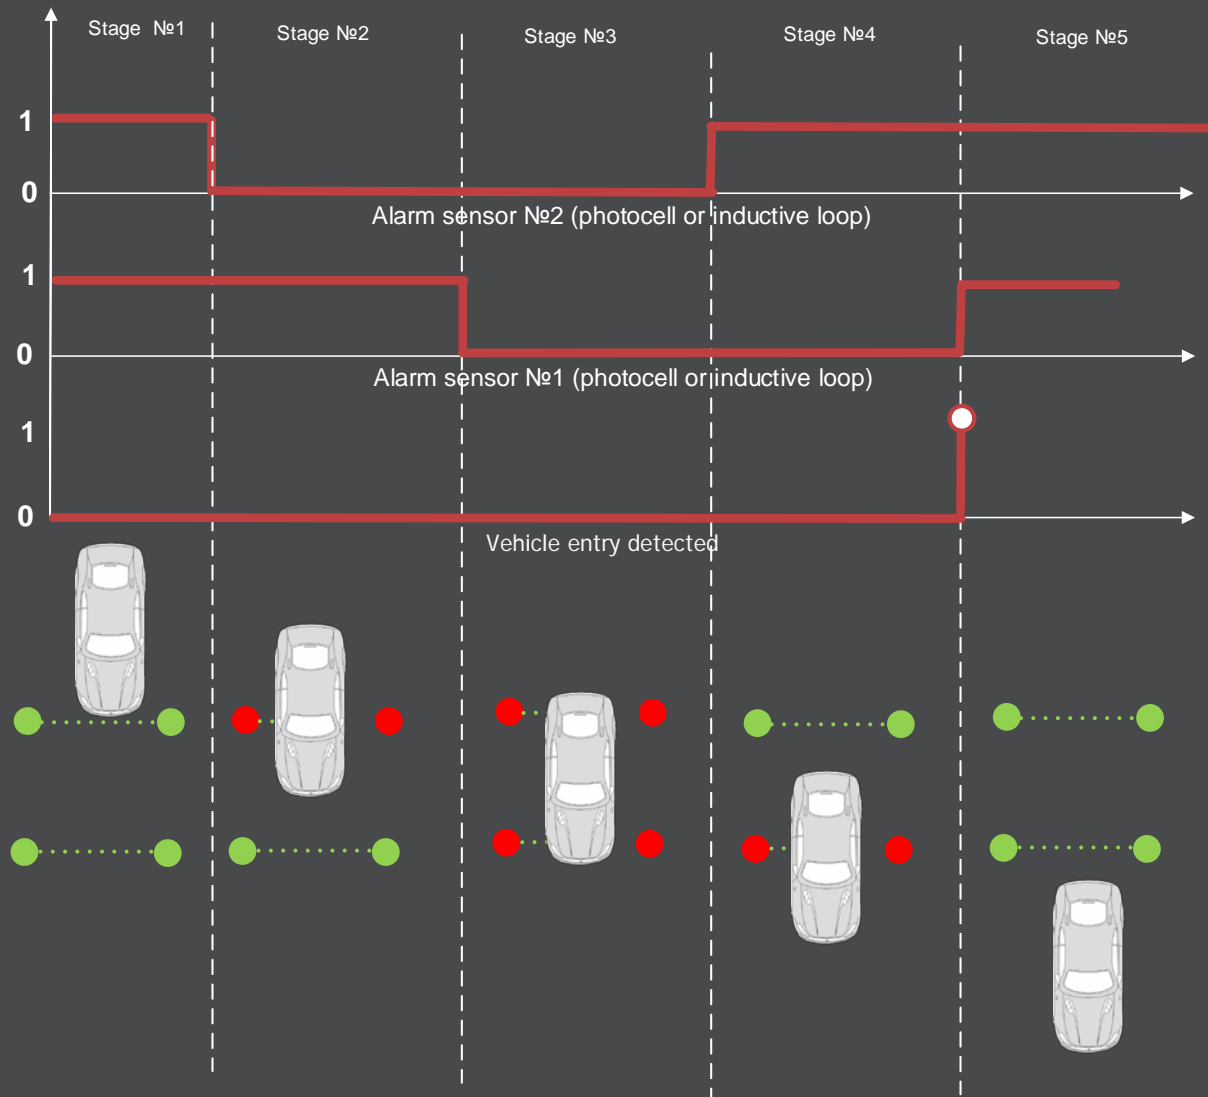 Stage №1
Stage №2
Stage №3
Stage №4
Stage №5
1
0
Alarm sensor №2 (photocell or inductive loop)
1
0
Alarm sensor №1 (photocell or inductive loop)
1
0
Vehicle entry detected